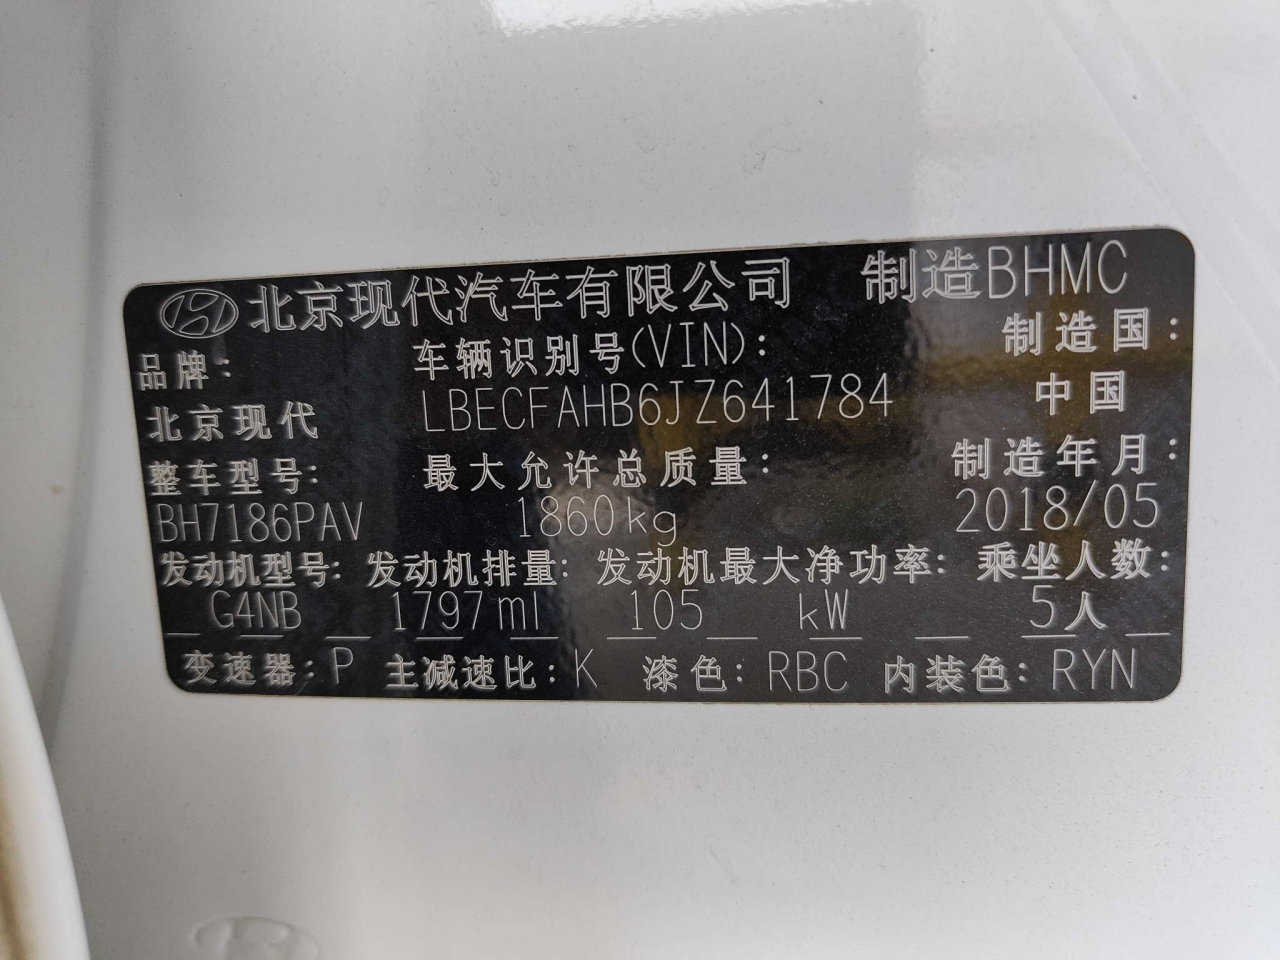 北京现代汽车有限公司 制造BHMC
品牌: 车辆识别号(VIN): 制造国:
北京现代 LBECFAHB6JZ641784 中国
整车型号: 最大允许总质量: 制造年月:
BH7186PAV 1860kg 2018/05
发动机型号: 发动机排量: 发动机最大净功率: 乘坐人数:
G4NB 1797ml 105 kW 5人
变速器: P 主减速比: K 漆色: RBC 内装色: RYN